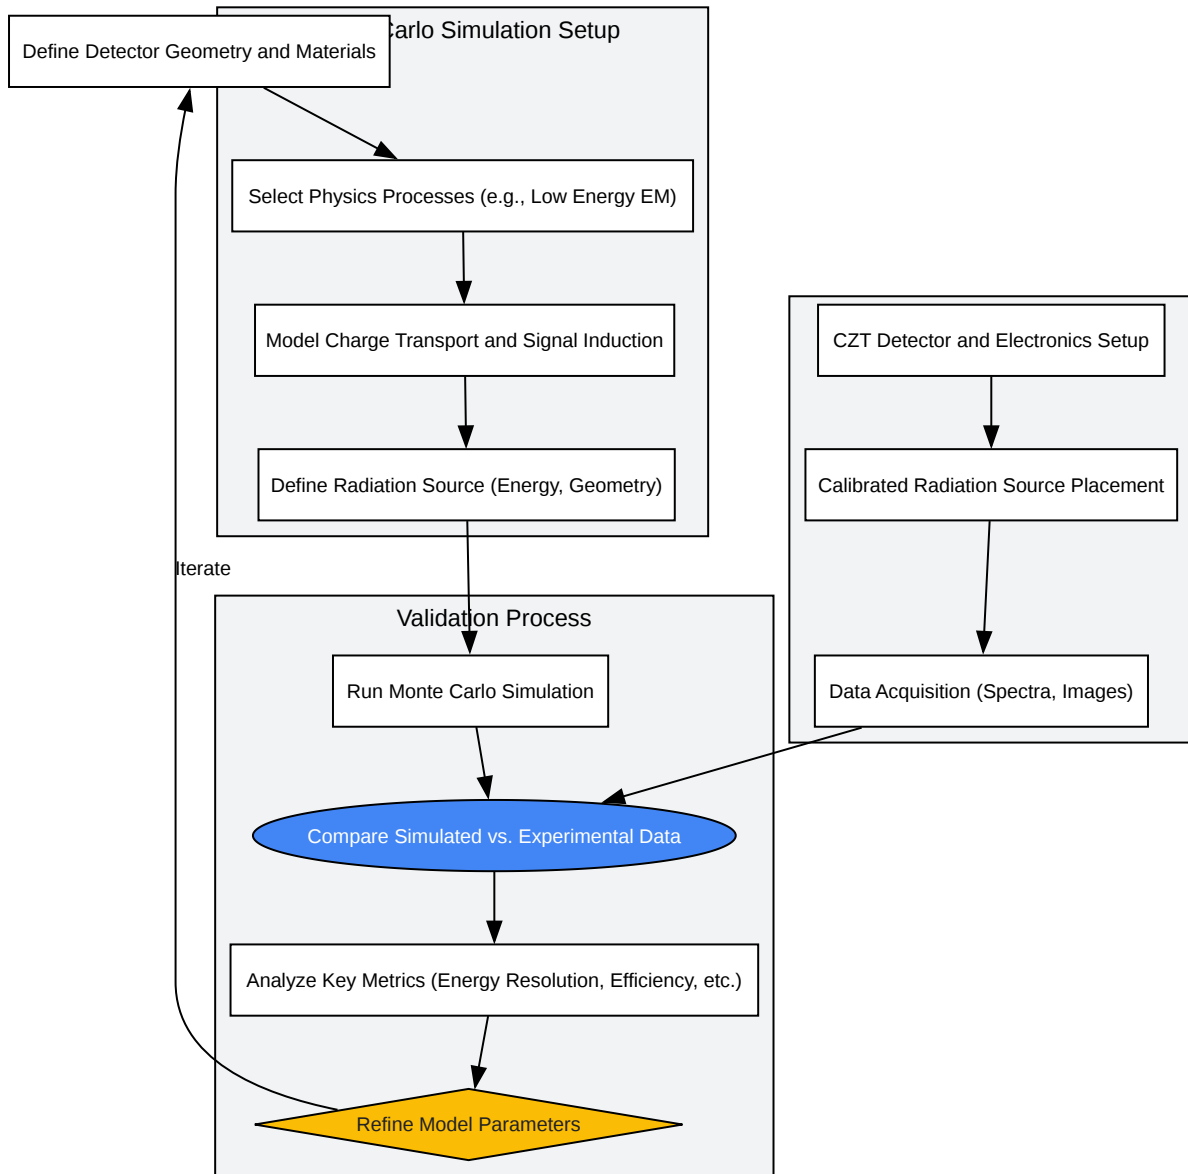 Carlo Simulation Setup
Define Detector Geometry and Materials
Select Physics Processes (e.g., Low Energy EM)
Model Charge Transport and Signal Induction
Define Radiation Source (Energy, Geometry)
CZT Detector and Electronics Setup
Calibrated Radiation Source Placement
Data Acquisition (Spectra, Images)
Iterate
Validation Process
Run Monte Carlo Simulation
Compare Simulated vs. Experimental Data
Analyze Key Metrics (Energy Resolution, Efficiency, etc.)
Refine Model Parameters